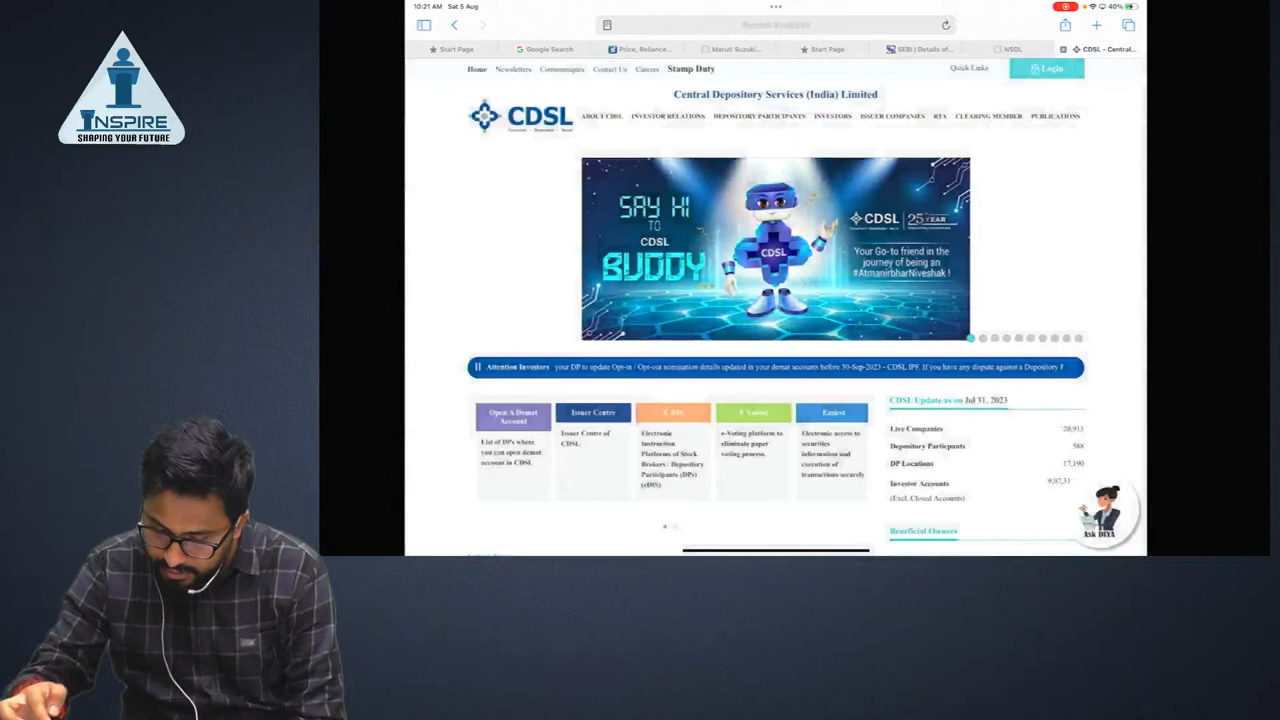 10:21 AM Sat 5 Aug
40%
Start Page
Google Search
Price, Reliance...
Maruti Suzuki...
Start Page
SEBI | Details of...
NSDL
CDSL - Central...
Home Newsletters Communiques Contact Us Careers Stamp Duty
Quick Links
Login
Central Depository Services (India) Limited
CDSL
ABOUT CDSL INVESTOR RELATIONS DEPOSITORY PARTICIPANTS INVESTORS ISSUER COMPANIES RTA CLEARING MEMBER PUBLICATIONS
INSPIRE
SHAPING YOUR FUTURE
SAY HI
TO
CDSL
BUDDY
CDSL
CDSL 25 YEAR
Your Go-to friend in the
journey of being an
#AtmanirbharNiveshak !
Attention Investors your DP to update Opt-in / Opt-out nomination details updated in your demat accounts before 30-Sep-2023 - CDSL IPF. If you have any dispute against a Depository P
Open A Demat
Account
List of DPs where
you can open demat
account in CDSL
Issuer Centre
Issuer Centre of
CDSL
E-DIS
Electronic
Instruction
Platforms of Stock
Brokers / Depository
Participants (DPs)
(eDIS)
E Voting
e-Voting platform to
eliminate paper
voting process
Easiest
Electronic access to
securities
information and
execution of
transactions securely
CDSL Update as on Jul 31, 2023
Live Companies 20,915
Depository Participants 588
DP Locations 17,190
Investor Accounts 9,07,31
(Excl. Closed Accounts)
Beneficial Owners
Ask DIYA